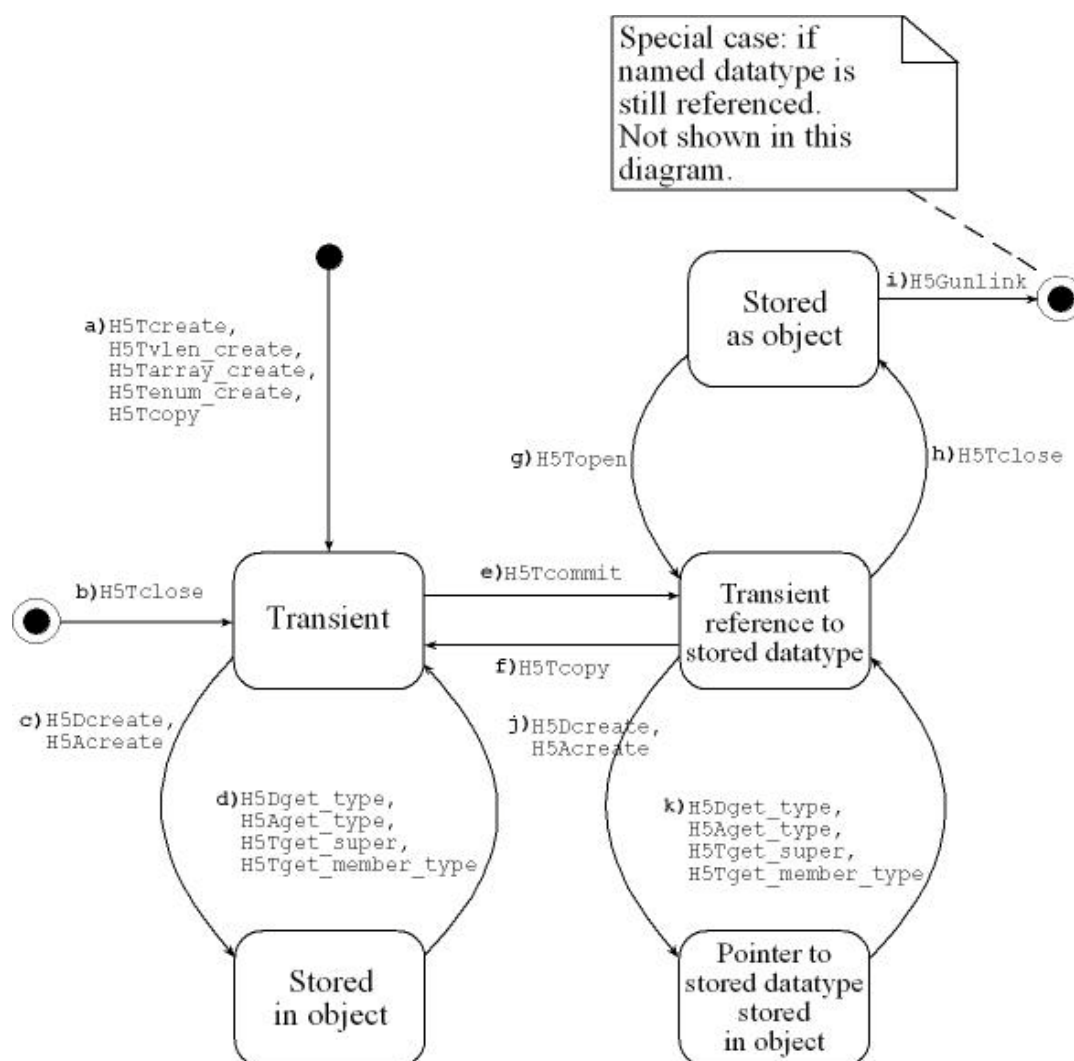 Special case: if
named datatype is
still referenced.
Not shown in this
diagram.
i)H5Gunlink
Stored
as object
a)H5Tcreate,
H5Tvlen_create,
H5Tarray_create,
H5Tenum_create,
H5Tcopy
g)H5Topen
h)H5Tclose
b)H5Tclose
Transient
e)H5Tcommit
f)H5Tcopy
Transient
reference to
stored datatype
c)H5Dcreate,
H5Acreate
j)H5Dcreate,
H5Acreate
d)H5Dget_type,
H5Aget_type,
H5Tget_super,
H5Tget_member_type
k)H5Dget_type,
H5Aget_type,
H5Tget_super,
H5Tget_member_type
Stored
in object
Pointer to
stored datatype
stored
in object